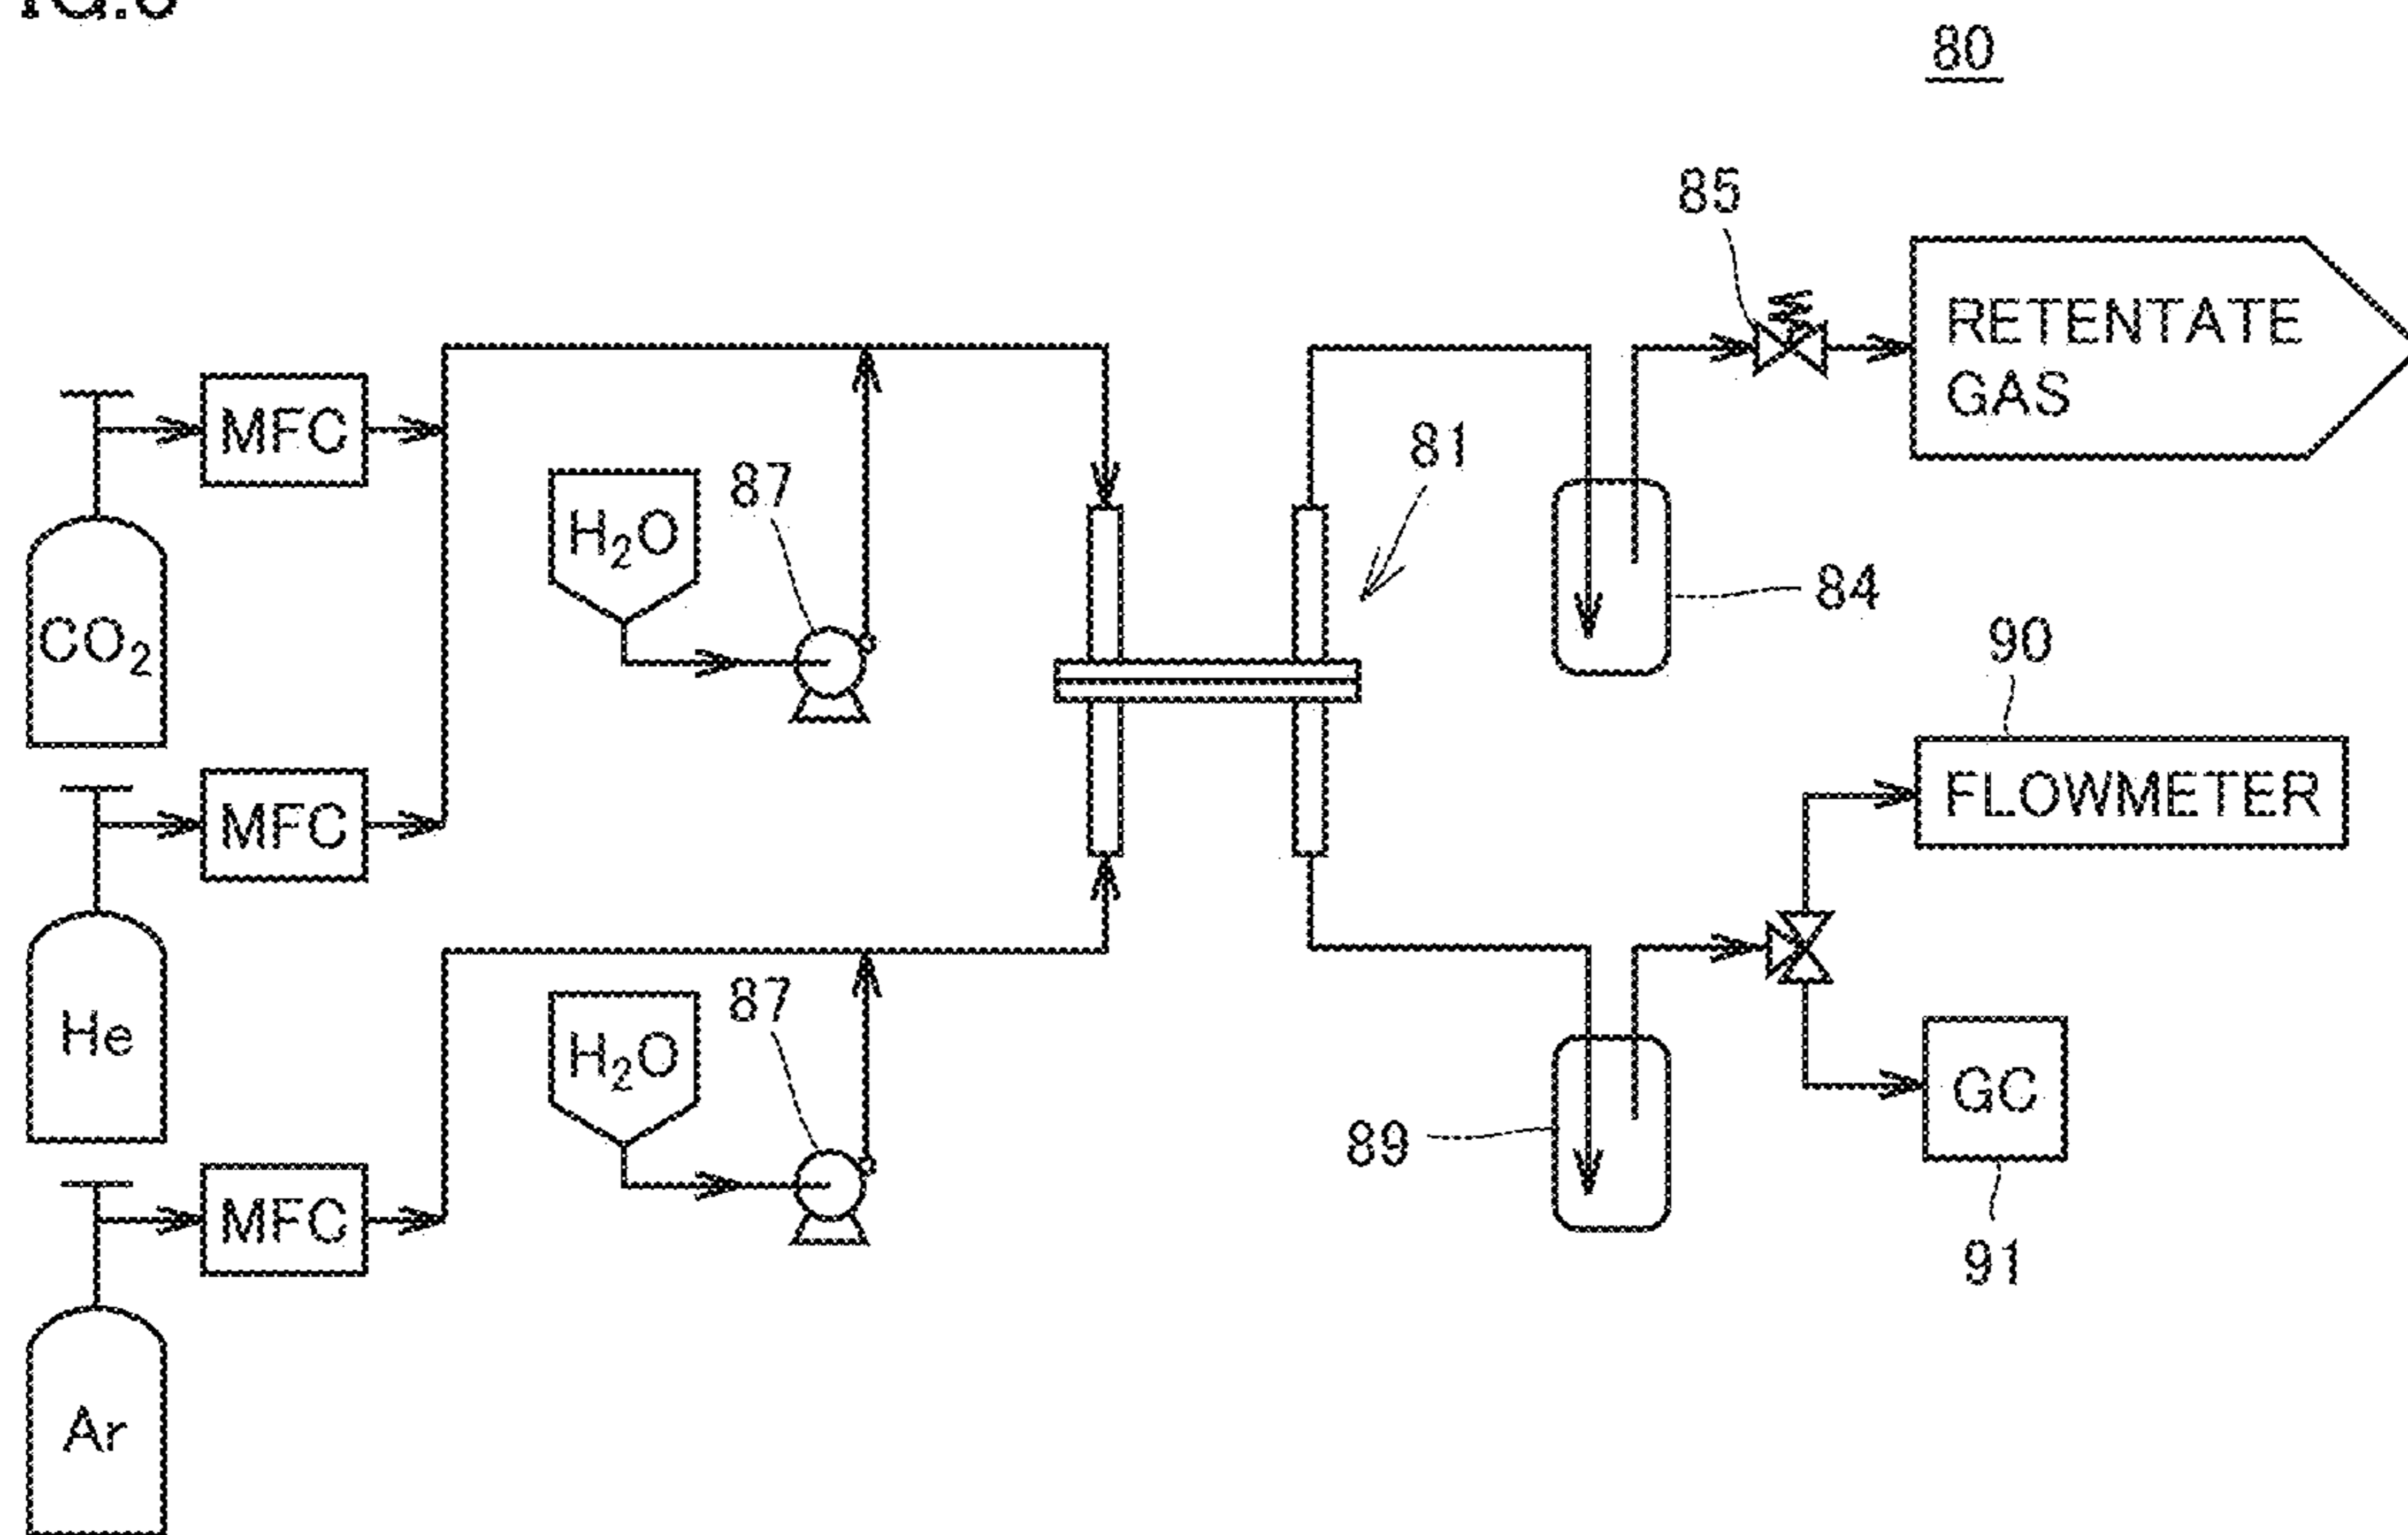 80
85
RETENTATE
GAS
MFC
81
87
H₂O
84
CO₂
90
MFC
FLOWMETER
He
87
H₂O
GC
89
MFC
91
Ar